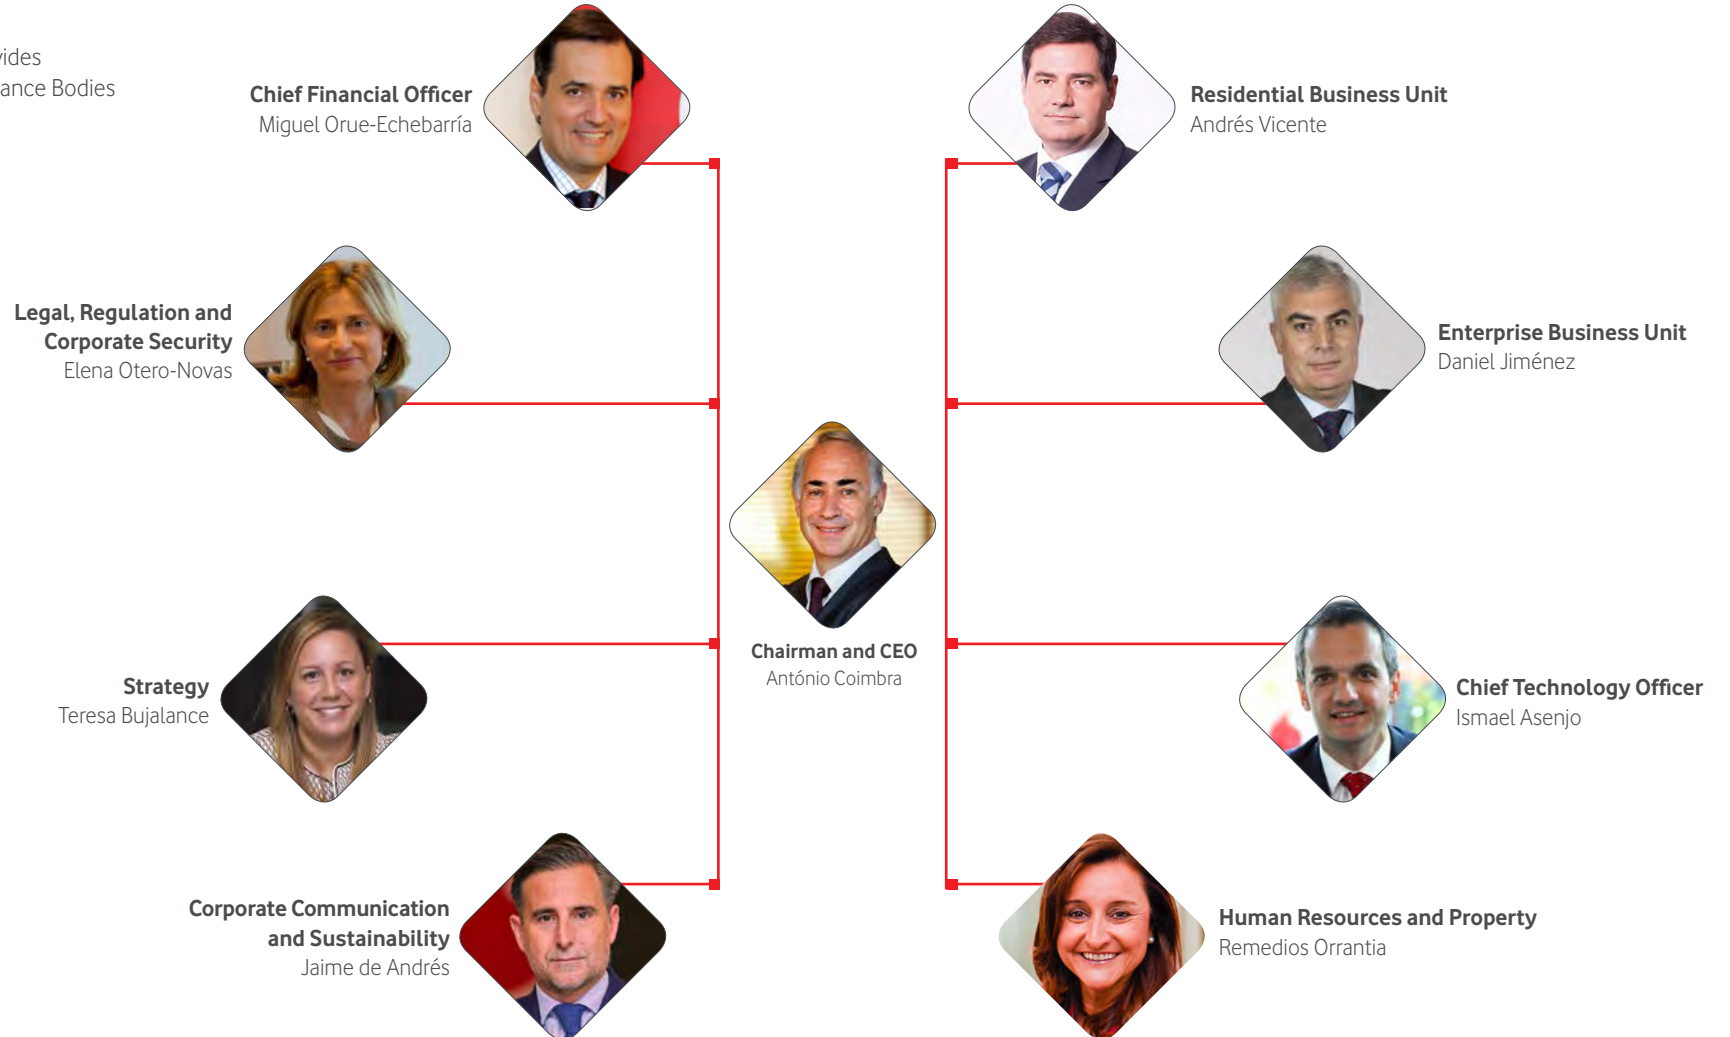 ance Bodies
Chief Financial Officer
Miguel Orue-Echebarría
Residential Business Unit
Andrés Vicente
Legal, Regulation and
Corporate Security
Elena Otero-Novas
Enterprise Business Unit
Daniel Jiménez
Chairman and CEO
António Coimbra
Strategy
Teresa Bujalance
Chief Technology Officer
Ismael Asenjo
Corporate Communication
and Sustainability
Jaime de Andrés
Human Resources and Property
Remedios Orrantia